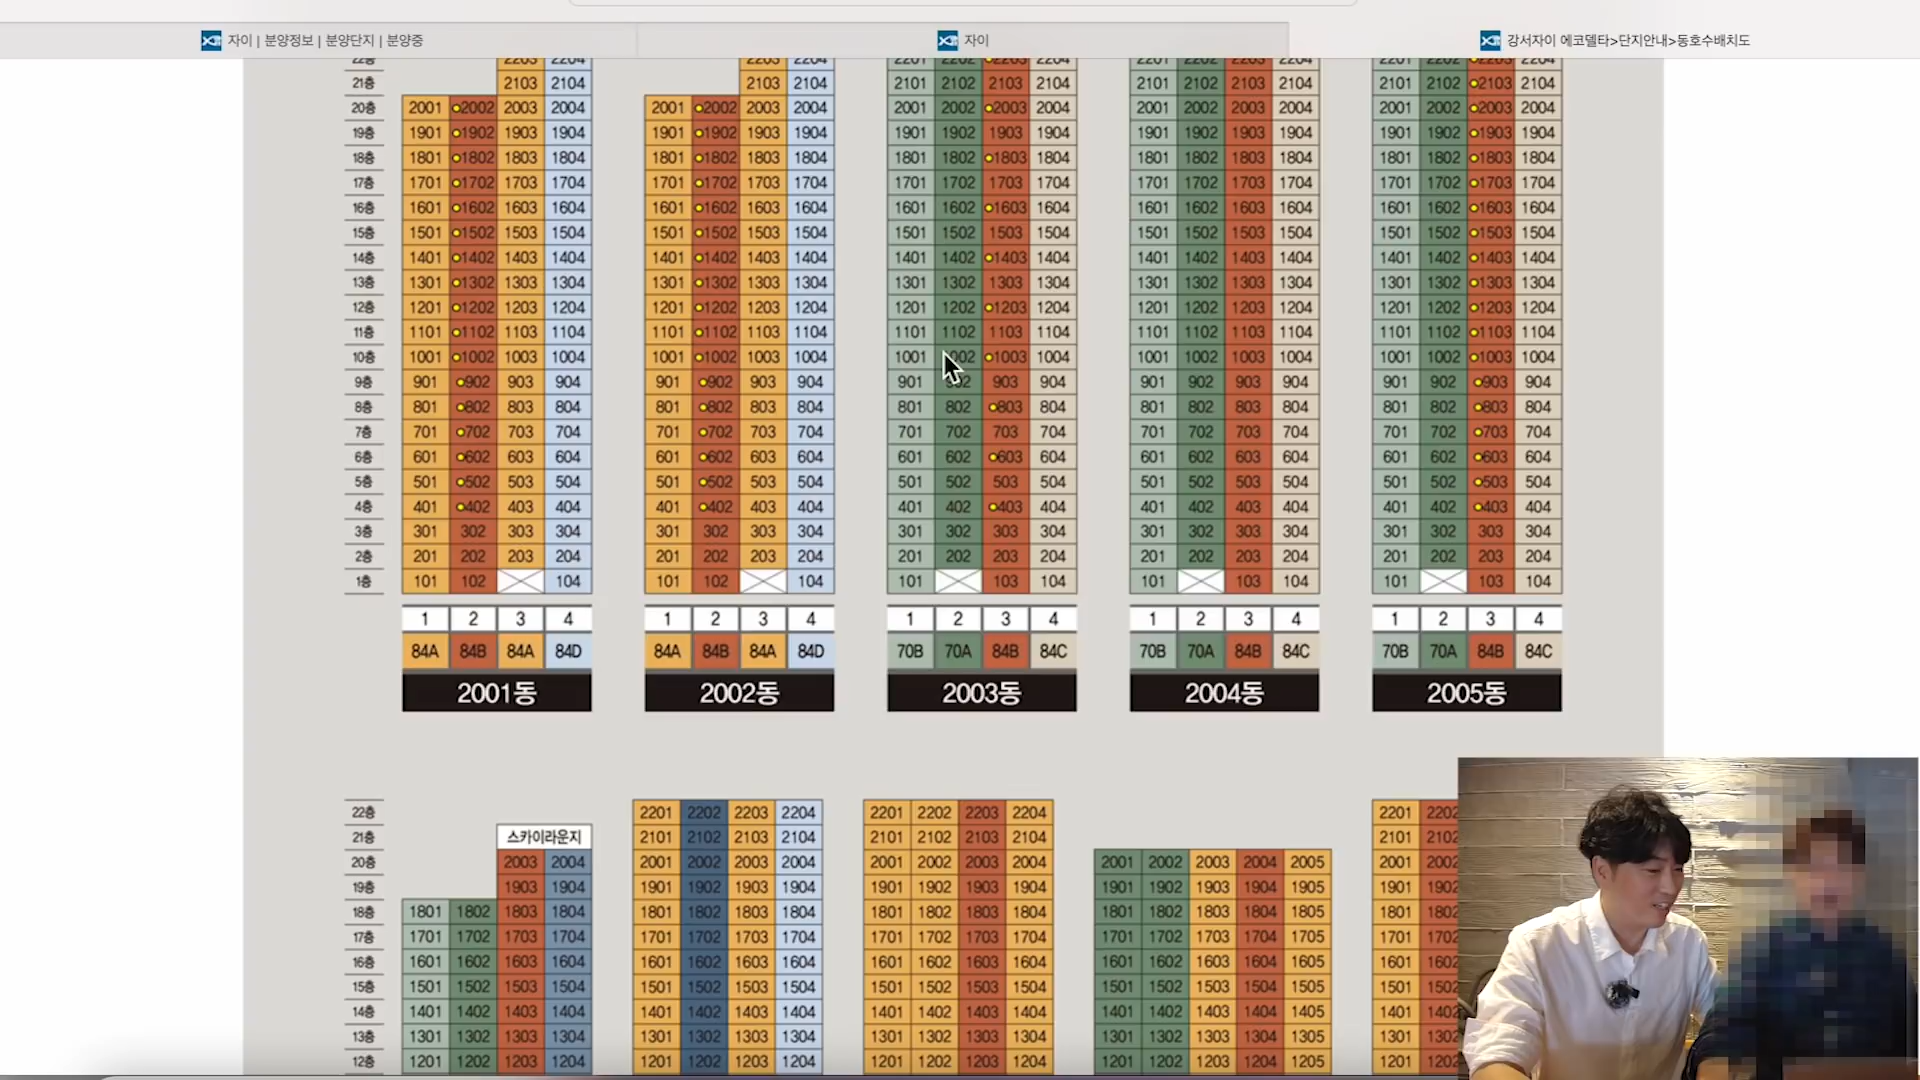 자이 | 분양정보 | 분양단지 | 분양중 자이 강서자이 에코델타>단지안내>동호수배치도
22층 2203 2204 2203 2204 2201 2202 2203 2204 2201 2202 2203 2204 2201 2202 2203 2204
21층 2103 2104 2103 2104 2101 2102 2103 2104 2101 2102 2103 2104 2101 2102 2103 2104
20층 2001 2002 2003 2004 2001 2002 2003 2004 2001 2002 2003 2004 2001 2002 2003 2004 2001 2002 2003 2004
19층 1901 1902 1903 1904 1901 1902 1903 1904 1901 1902 1903 1904 1901 1902 1903 1904 1901 1902 1903 1904
18층 1801 1802 1803 1804 1801 1802 1803 1804 1801 1802 1803 1804 1801 1802 1803 1804 1801 1802 1803 1804
17층 1701 1702 1703 1704 1701 1702 1703 1704 1701 1702 1703 1704 1701 1702 1703 1704 1701 1702 1703 1704
16층 1601 1602 1603 1604 1601 1602 1603 1604 1601 1602 1603 1604 1601 1602 1603 1604 1601 1602 1603 1604
15층 1501 1502 1503 1504 1501 1502 1503 1504 1501 1502 1503 1504 1501 1502 1503 1504 1501 1502 1503 1504
14층 1401 1402 1403 1404 1401 1402 1403 1404 1401 1402 1403 1404 1401 1402 1403 1404 1401 1402 1403 1404
13층 1301 1302 1303 1304 1301 1302 1303 1304 1301 1302 1303 1304 1301 1302 1303 1304 1301 1302 1303 1304
12층 1201 1202 1203 1204 1201 1202 1203 1204 1201 1202 1203 1204 1201 1202 1203 1204 1201 1202 1203 1204
11층 1101 1102 1103 1104 1101 1102 1103 1104 1101 1102 1103 1104 1101 1102 1103 1104 1101 1102 1103 1104
10층 1001 1002 1003 1004 1001 1002 1003 1004 1001 1002 1003 1004 1001 1002 1003 1004 1001 1002 1003 1004
9층 901 902 903 904 901 902 903 904 901 902 903 904 901 902 903 904 901 902 903 904
8층 801 802 803 804 801 802 803 804 801 802 803 804 801 802 803 804 801 802 803 804
7층 701 702 703 704 701 702 703 704 701 702 703 704 701 702 703 704 701 702 703 704
6층 601 602 603 604 601 602 603 604 601 602 603 604 601 602 603 604 601 602 603 604
5층 501 502 503 504 501 502 503 504 501 502 503 504 501 502 503 504 501 502 503 504
4층 401 402 403 404 401 402 403 404 401 402 403 404 401 402 403 404 401 402 403 404
3층 301 302 303 304 301 302 303 304 301 302 303 304 301 302 303 304 301 302 303 304
2층 201 202 203 204 201 202 203 204 201 202 203 204 201 202 203 204 201 202 203 204
1층 101 102 104 101 102 104 101 103 104 101 103 104 101 103 104
1 2 3 4 1 2 3 4 1 2 3 4 1 2 3 4 1 2 3 4
84A 84B 84A 84D 84A 84B 84A 84D 70B 70A 84B 84C 70B 70A 84B 84C 70B 70A 84B 84C
2001동 2002동 2003동 2004동 2005동
22층 2201 2202 2203 2204 2201 2202 2203 2204 2201 2202
21층 스카이라운지 2101 2102 2103 2104 2101 2102 2103 2104 2101 2102
20층 2003 2004 2001 2002 2003 2004 2001 2002 2003 2004 2001 2002 2003 2004 2005 2001 2002
19층 1903 1904 1901 1902 1903 1904 1901 1902 1903 1904 1901 1902 1903 1904 1905 1901 1902
18층 1801 1802 1803 1804 1801 1802 1803 1804 1801 1802 1803 1804 1801 1802 1803 1804 1805 1801 1802
17층 1701 1702 1703 1704 1701 1702 1703 1704 1701 1702 1703 1704 1701 1702 1703 1704 1705 1701 1702
16층 1601 1602 1603 1604 1601 1602 1603 1604 1601 1602 1603 1604 1601 1602 1603 1604 1605 1601 1602
15층 1501 1502 1503 1504 1501 1502 1503 1504 1501 1502 1503 1504 1501 1502 1503 1504 1505 1501 1502
14층 1401 1402 1403 1404 1401 1402 1403 1404 1401 1402 1403 1404 1401 1402 1403 1404 1405 1401 1402
13층 1301 1302 1303 1304 1301 1302 1303 1304 1301 1302 1303 1304 1301 1302 1303 1304 1305 1301 1302
12층 1201 1202 1203 1204 1201 1202 1203 1204 1201 1202 1203 1204 1201 1202 1203 1204 1205 1201 1202